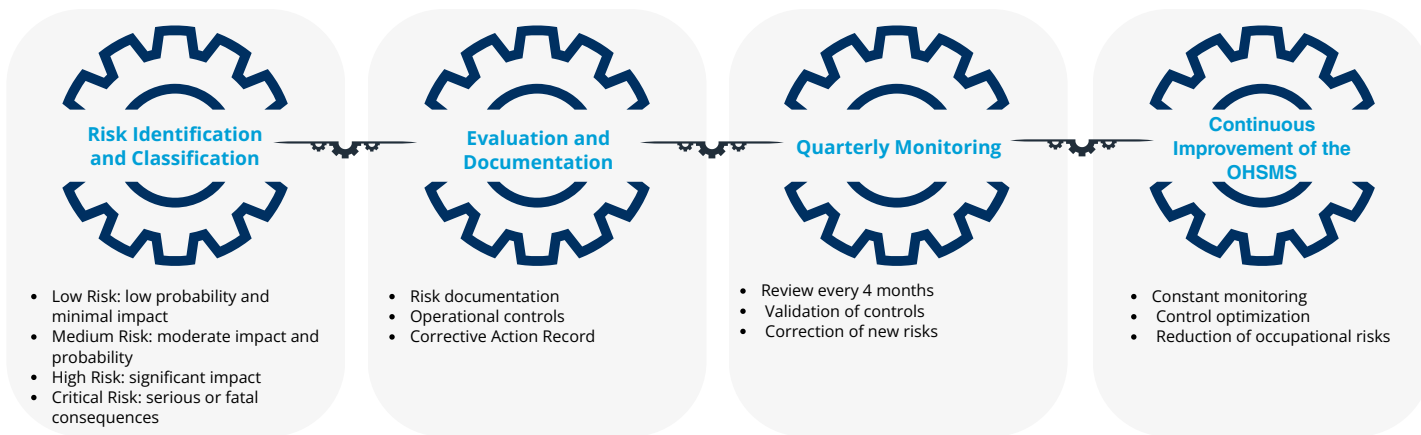 Risk Identification
and Classification
• Low Risk: low probability and
minimal impact
• Medium Risk: moderate impact and
probability
• High Risk: significant impact
• Critical Risk: serious or fatal
consequences
Evaluation and
Documentation
• Risk documentation
• Operational controls
• Corrective Action Record
Quarterly Monitoring
• Review every 4 months
• Validation of controls
• Correction of new risks
Continuous
Improvement of the
OHSMS
• Constant monitoring
• Control optimization
• Reduction of occupational risks